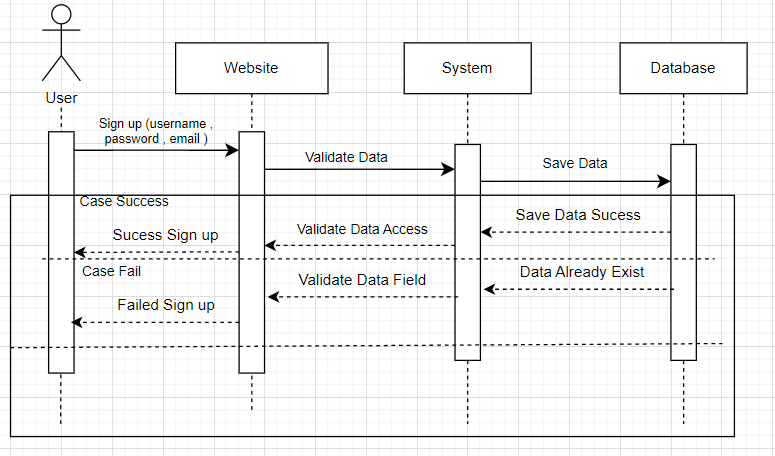 User
Website
System
Database
Sign up (username ,
password , email )
Validate Data
Save Data
Case Success
Save Data Sucess
Validate Data Access
Sucess Sign up
Case Fail
Data Already Exist
Validate Data Field
Failed Sign up